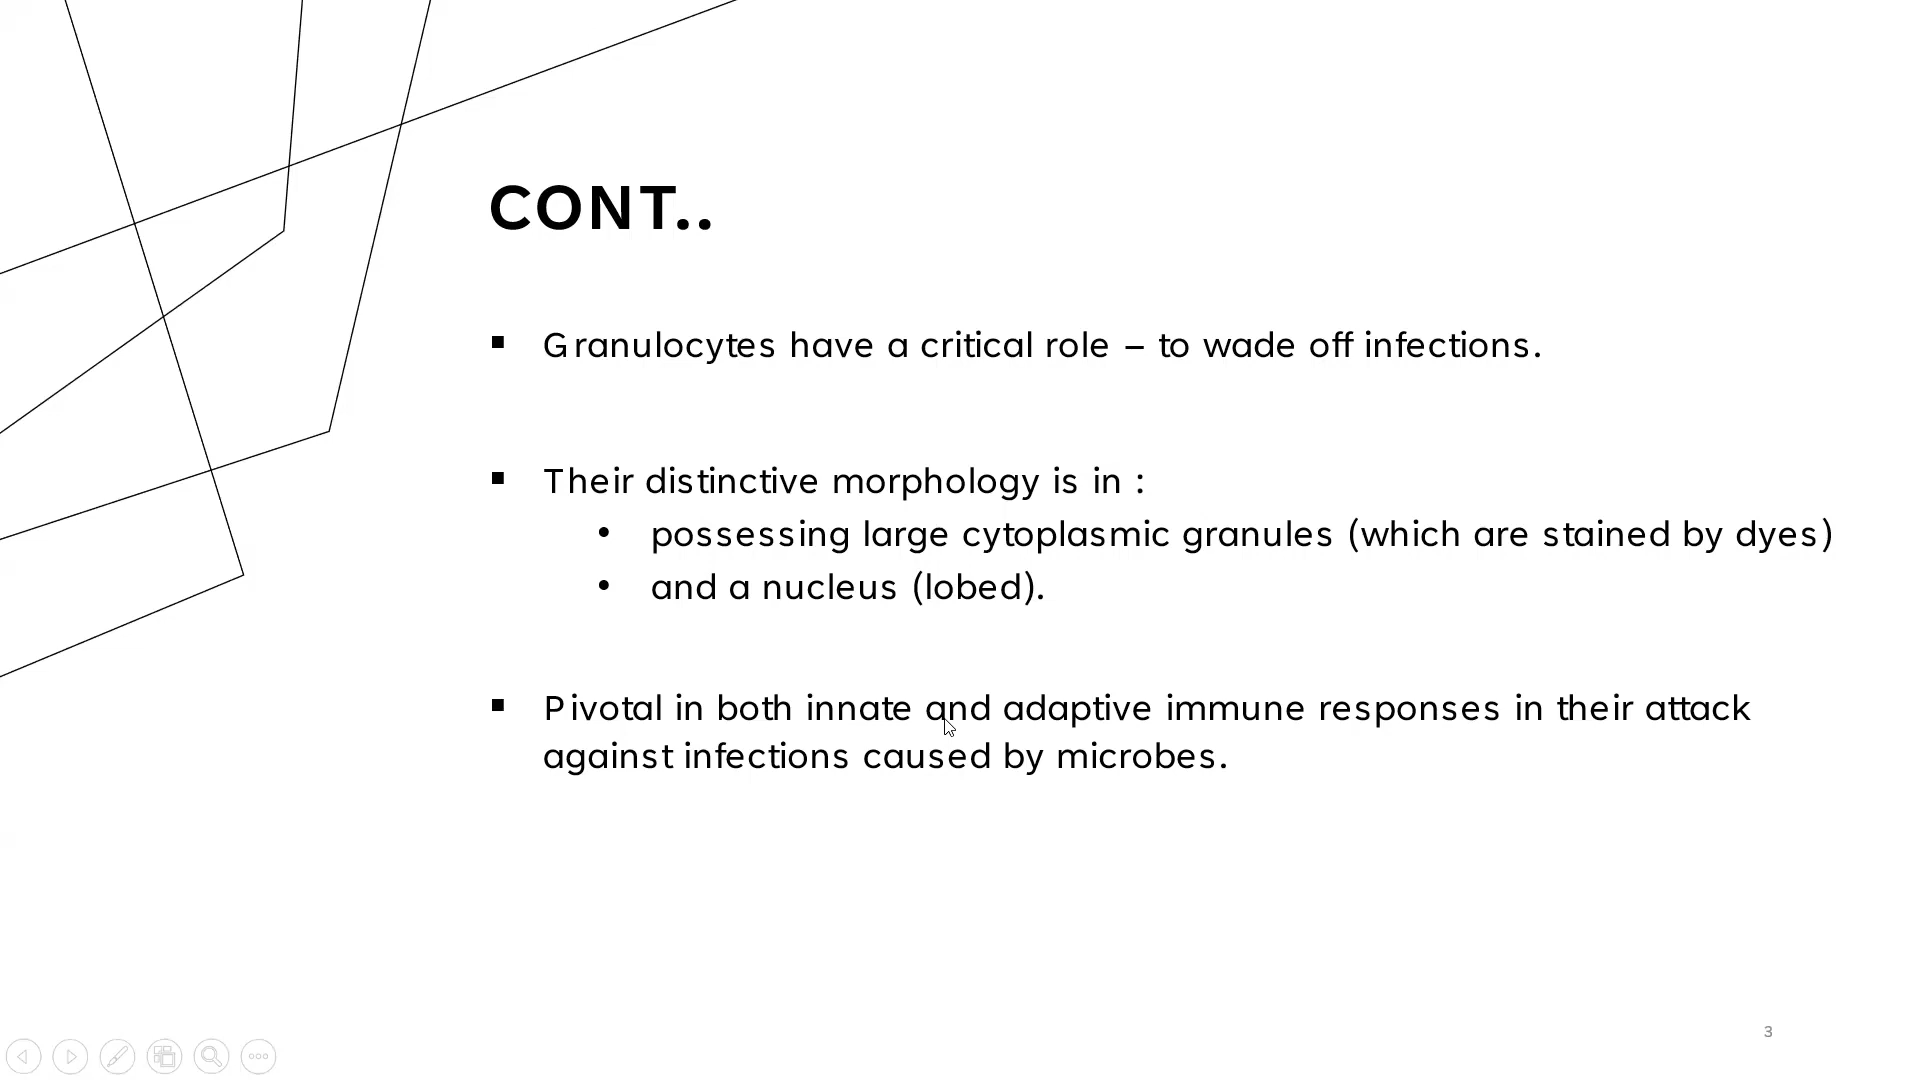 CONT..
▪ Granulocytes have a critical role – to wade off infections.
▪ Their distinctive morphology is in :
• possessing large cytoplasmic granules (which are stained by dyes)
• and a nucleus (lobed).
▪ Pivotal in both innate and adaptive immune responses in their attack
against infections caused by microbes.
3